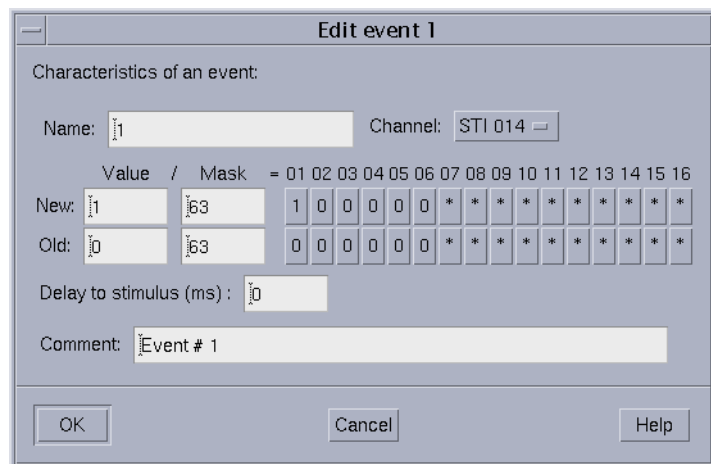 Edit event 1
Characteristics of an event:
Name: 1 Channel: STI 014
Value / Mask = 01 02 03 04 05 06 07 08 09 10 11 12 13 14 15 16
New: 1 63 1 0 0 0 0 0 * * * * * * * * * *
Old: 0 63 0 0 0 0 0 0 * * * * * * * * * *
Delay to stimulus (ms) : 0
Comment: Event # 1
OK Cancel Help